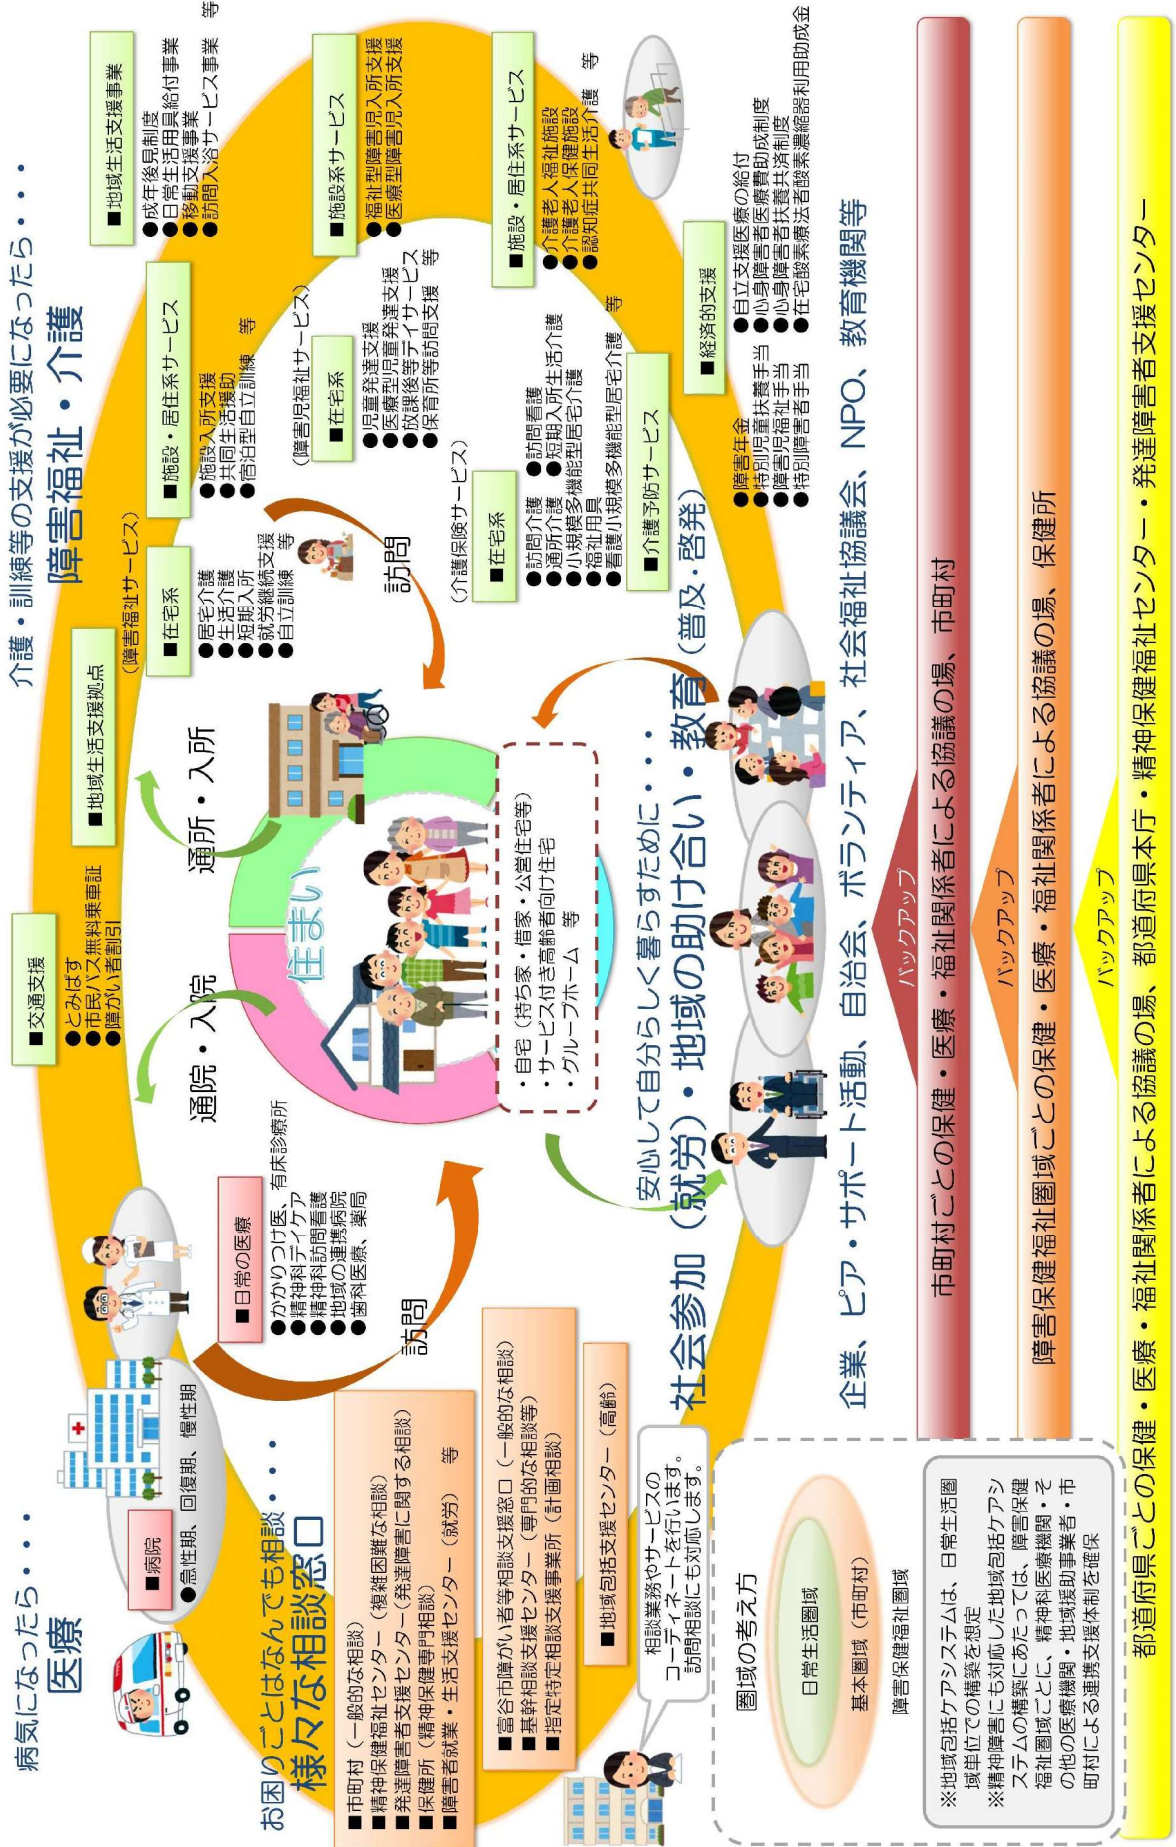 病気になったら・・・
医療
■病院
●急性期、回復期、慢性期
■日常の医療
●かかりつけ医、有床診療所
●精神科デイケア
●精神科訪問看護
●地域の連携病院
●歯科医療、薬局
訪問
通院・入院
■交通支援
●とみばす
●市民バス無料乗車証
●障がい者割引
介護・訓練等の支援が必要になったら・・・
障害福祉・介護
■地域生活支援拠点
通所・入所
(障害福祉サービス)
■在宅系
●居宅介護
●生活介護
●短期入所
●就労継続支援
●自立訓練 等
■施設・居住系サービス
●施設入所支援
●共同生活援助
●宿泊型自立訓練 等
■地域生活支援事業
●成年後見制度
●日常生活用具給付事業
●移動支援事業
●訪問入浴サービス事業 等
(障害児福祉サービス)
■在宅系
●児童発達支援
●医療型児童発達支援
●放課後等デイサービス
●保育所等訪問支援 等
■施設系サービス
●福祉型障害児入所支援
●医療型障害児入所支援
訪問
(介護保険サービス)
■在宅系
●訪問介護 ●訪問看護
●通所介護 ●短期入所生活介護
●小規模多機能型居宅介護
●福祉用具
●看護小規模多機能型居宅介護 等
■介護予防サービス
■施設・居住系サービス
●介護老人福祉施設
●介護老人保健施設
●認知症共同生活介護 等
■経済的支援
●障害年金
●特別児童扶養手当
●障害児福祉手当
●特別障害者手当
●自立支援医療の給付
●心身障害者医療費助成制度
●心身障害者扶養共済制度
●在宅酸素療法者酸素濃縮器利用助成金
住まい
・自宅(持ち家・借家・公営住宅等)
・サービス付き高齢者向け住宅
・グループホーム 等
お困りごとはなんでも相談・・・
様々な相談窓口
■市町村(一般的な相談)
■精神保健福祉センター(複雑困難な相談)
■発達障害者支援センター(発達障害に関する相談)
■保健所(精神保健専門相談)
■障害者就業・生活支援センター(就労) 等
■富谷市障がい者等相談支援窓口(一般的な相談)
■基幹相談支援センター(専門的な相談等)
■指定特定相談支援事業所(計画相談)
■地域包括支援センター(高齢)
相談業務やサービスの
コーディネートを行います。
訪問相談にも対応します。
安心して自分らしく暮らすために・・・
社会参加(就労)・地域の助け合い・教育(普及・啓発)
企業、ピア・サポート活動、自治会、ボランティア、社会福祉協議会、NPO、教育機関等
バックアップ
市町村ごとの保健・医療・福祉関係者による協議の場、市町村
バックアップ
障害保健福祉圏域ごとの保健・医療・福祉関係者による協議の場、保健所
バックアップ
都道府県ごとの保健・医療・福祉関係者による協議の場、都道府県本庁・精神保健福祉センター・発達障害者支援センター
圏域の考え方
日常生活圏域
基本圏域(市町村)
障害保健福祉圏域
※地域包括ケアシステムは、日常生活圏
域単位での構築を想定
※精神障害にも対応した地域包括ケアシ
ステムの構築にあたっては、障害保健
福祉圏域ごとに、精神科医療機関・そ
の他の医療機関・地域援助事業者・市
町村による連携支援体制を確保